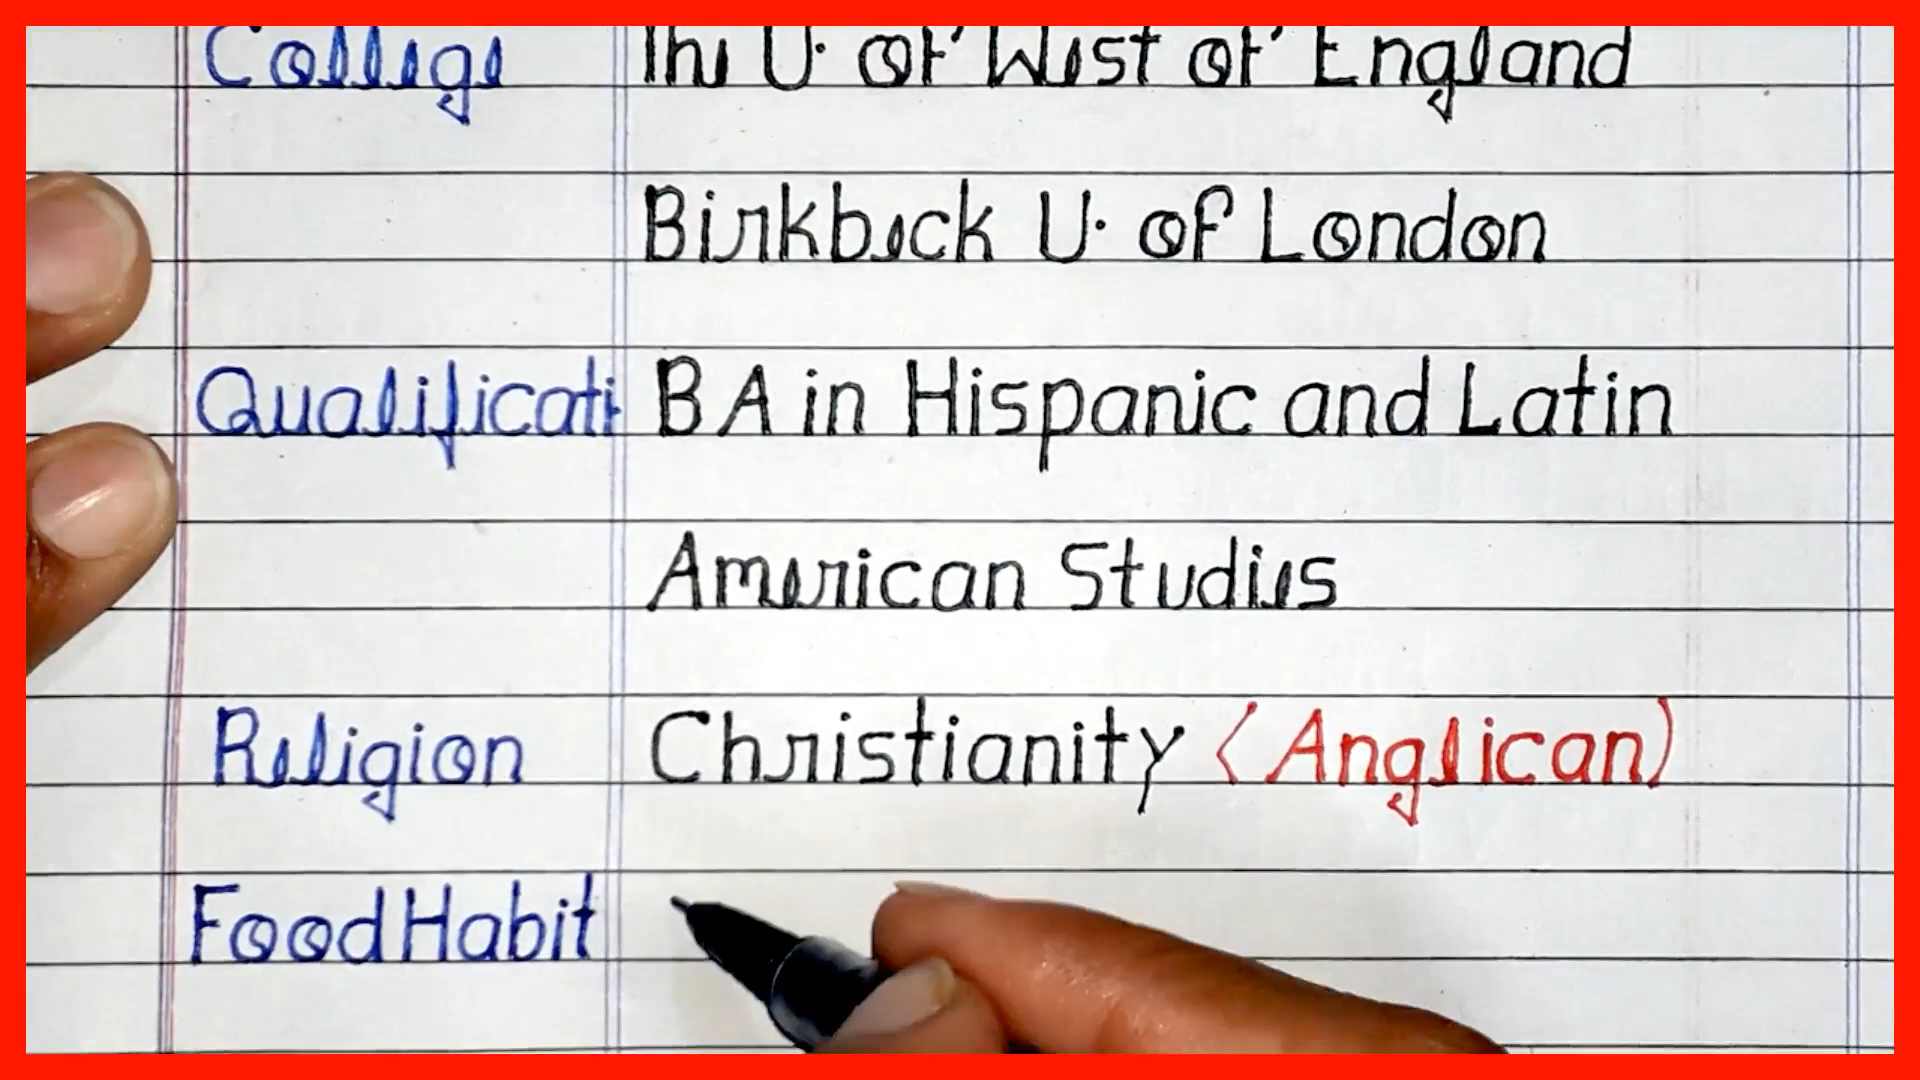 College The U. of West of England
Birkbeck U. of London
Qualificati BA in Hispanic and Latin
American Studies
Religion Christianity (Anglican)
Food Habit